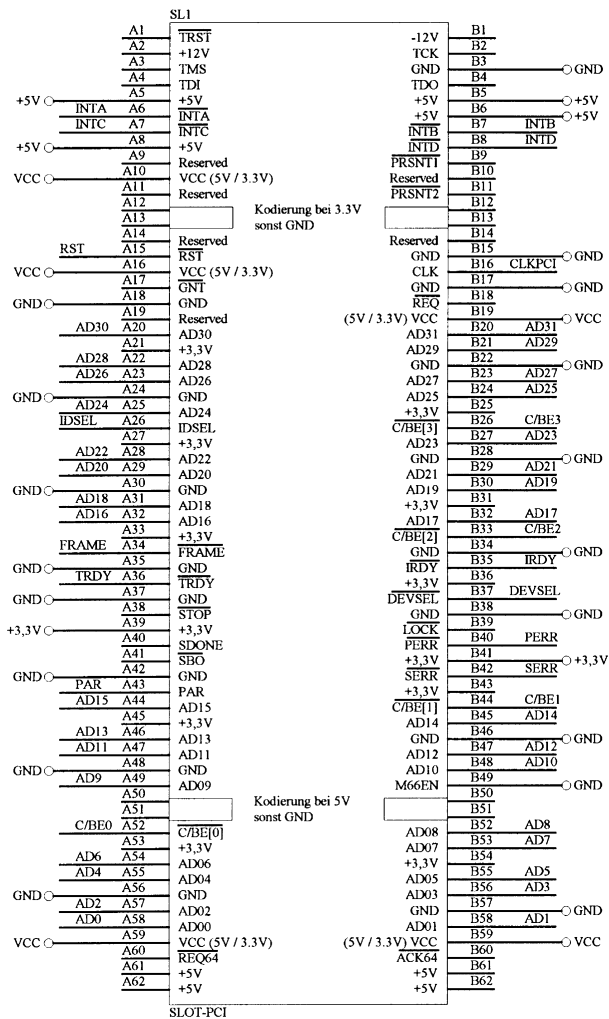 SL1
A1 TRST -12V B1
A2 +12V TCK B2
A3 TMS GND B3 GND
A4 TDI TDO B4
+5V A5 +5V +5V B5 +5V
INTA A6 INTA +5V B6 +5V
INTC A7 INTC INTB B7 INTB
+5V A8 +5V INTD B8 INTD
A9 Reserved PRSNT1 B9
VCC A10 VCC (5V / 3.3V) Reserved B10
A11 Reserved PRSNT2 B11
A12 Kodierung bei 3.3V B12
A13 sonst GND B13
A14 Reserved Reserved B14
RST A15 RST GND B15 GND
VCC A16 VCC (5V / 3.3V) CLK B16 CLKPCI
A17 GNT GND B17 GND
GND A18 GND REQ B18
A19 Reserved (5V / 3.3V) VCC B19 VCC
AD30 A20 AD30 AD31 B20 AD31
A21 +3,3V AD29 B21 AD29
AD28 A22 AD28 GND B22 GND
AD26 A23 AD26 AD27 B23 AD27
GND A24 GND AD25 B24 AD25
AD24 A25 AD24 +3,3V B25
IDSEL A26 IDSEL C/BE[3] B26 C/BE3
A27 +3,3V AD23 B27 AD23
AD22 A28 AD22 GND B28 GND
AD20 A29 AD20 AD21 B29 AD21
GND A30 GND AD19 B30 AD19
AD18 A31 AD18 +3,3V B31
AD16 A32 AD16 AD17 B32 AD17
A33 +3,3V C/BE[2] B33 C/BE2
FRAME A34 FRAME GND B34 GND
GND A35 GND IRDY B35 IRDY
TRDY A36 TRDY +3,3V B36
GND A37 GND DEVSEL B37 DEVSEL
A38 STOP GND B38 GND
+3,3V A39 +3,3V LOCK B39
A40 SDONE PERR B40 PERR
A41 SBO +3,3V B41 +3,3V
GND A42 GND SERR B42 SERR
PAR A43 PAR +3,3V B43
AD15 A44 AD15 C/BE[1] B44 C/BE1
A45 +3,3V AD14 B45 AD14
AD13 A46 AD13 GND B46 GND
AD11 A47 AD11 AD12 B47 AD12
GND A48 GND AD10 B48 AD10
AD9 A49 AD09 M66EN B49 GND
A50 Kodierung bei 5V B50
A51 sonst GND B51
C/BE0 A52 C/BE[0] AD08 B52 AD8
A53 +3,3V AD07 B53 AD7
AD6 A54 AD06 +3,3V B54
AD4 A55 AD04 AD05 B55 AD5
GND A56 GND AD03 B56 AD3
AD2 A57 AD02 GND B57 GND
AD0 A58 AD00 AD01 B58 AD1
VCC A59 VCC (5V / 3.3V) (5V / 3.3V) VCC B59 VCC
A60 REQ64 ACK64 B60
A61 +5V +5V B61
A62 +5V +5V B62
SLOT-PCI